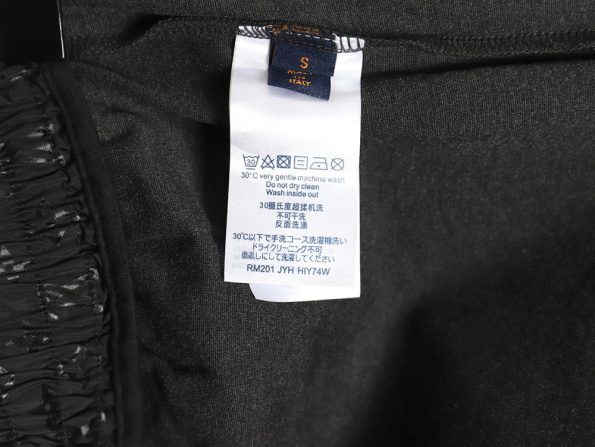 S
MADE IN
ITALY
30
30°C very gentle machine wash
Do not dry clean
Wash inside out
30摄氏度超揉机洗
不可干洗
反面洗涤
30℃以下で手洗コース洗濯機洗い
ドライクリーニング不可
裏返しにして洗濯してください
RM201 JYH HIY74W